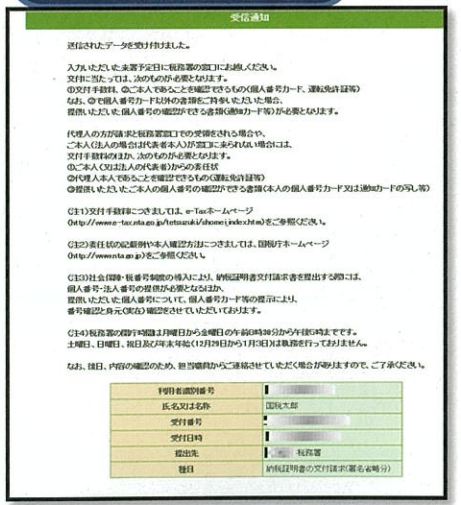 受信通知
送信されたデータを受け付けました。
入力いただいた来署予定日に税務署の窓口にお越しください。
交付に当たっては、次のものが必要となります。
①交付手数料、②ご本人であることを確認できるもの(個人番号カード、運転免許証等)
なお、②で個人番号カード以外の書類をご持参いただいた場合、
提供いただいた個人番号の確認ができる書類(通知カード等)が必要となります。
代理人の方が請求と税務署窓口での受領をされる場合や、
ご本人(法人の場合は代表者本人)が窓口に来られない場合には、
交付手数料のほか、次のものが必要となります。
①ご本人(又は法人の代表者)からの委任状
②代理人本人であることを確認できるもの(運転免許証等)
③提供いただいたご本人の個人番号の確認ができる書類(本人の個人番号カード又は通知カードの写し等)
(注1)交付手数料につきましては、e-Taxホームページ
(http://www.e-tax.nta.go.jp/tetsuzuki/shomei/index.htm)をご参照ください。
(注2)委任状の記載例や本人確認方法につきましては、国税庁ホームページ
(http://www.nta.go.jp)をご参照ください。
(注3)社会保障・税番号制度の導入により、納税証明書交付請求書を提出する際には、
個人番号・法人番号の提供が必要となるほか、
提供いただいた個人番号について、個人番号カード等の提示により、
番号確認と身元(実在)確認をさせていただいております。
(注4)税務署の開庁時間は月曜日から金曜日の午前8時30分から午後5時までです。
土曜日、日曜日、祝日及び年末年始(12月29日から1月3日)は執務を行っておりません。
なお、後日、内容の確認のため、担当職員からご連絡させていただく場合がありますので、ご了承ください。
利用者識別番号
氏名又は名称 国税太郎
受付番号
受付日時
提出先 税務署
種目 納税証明書の交付請求(署名省略分)